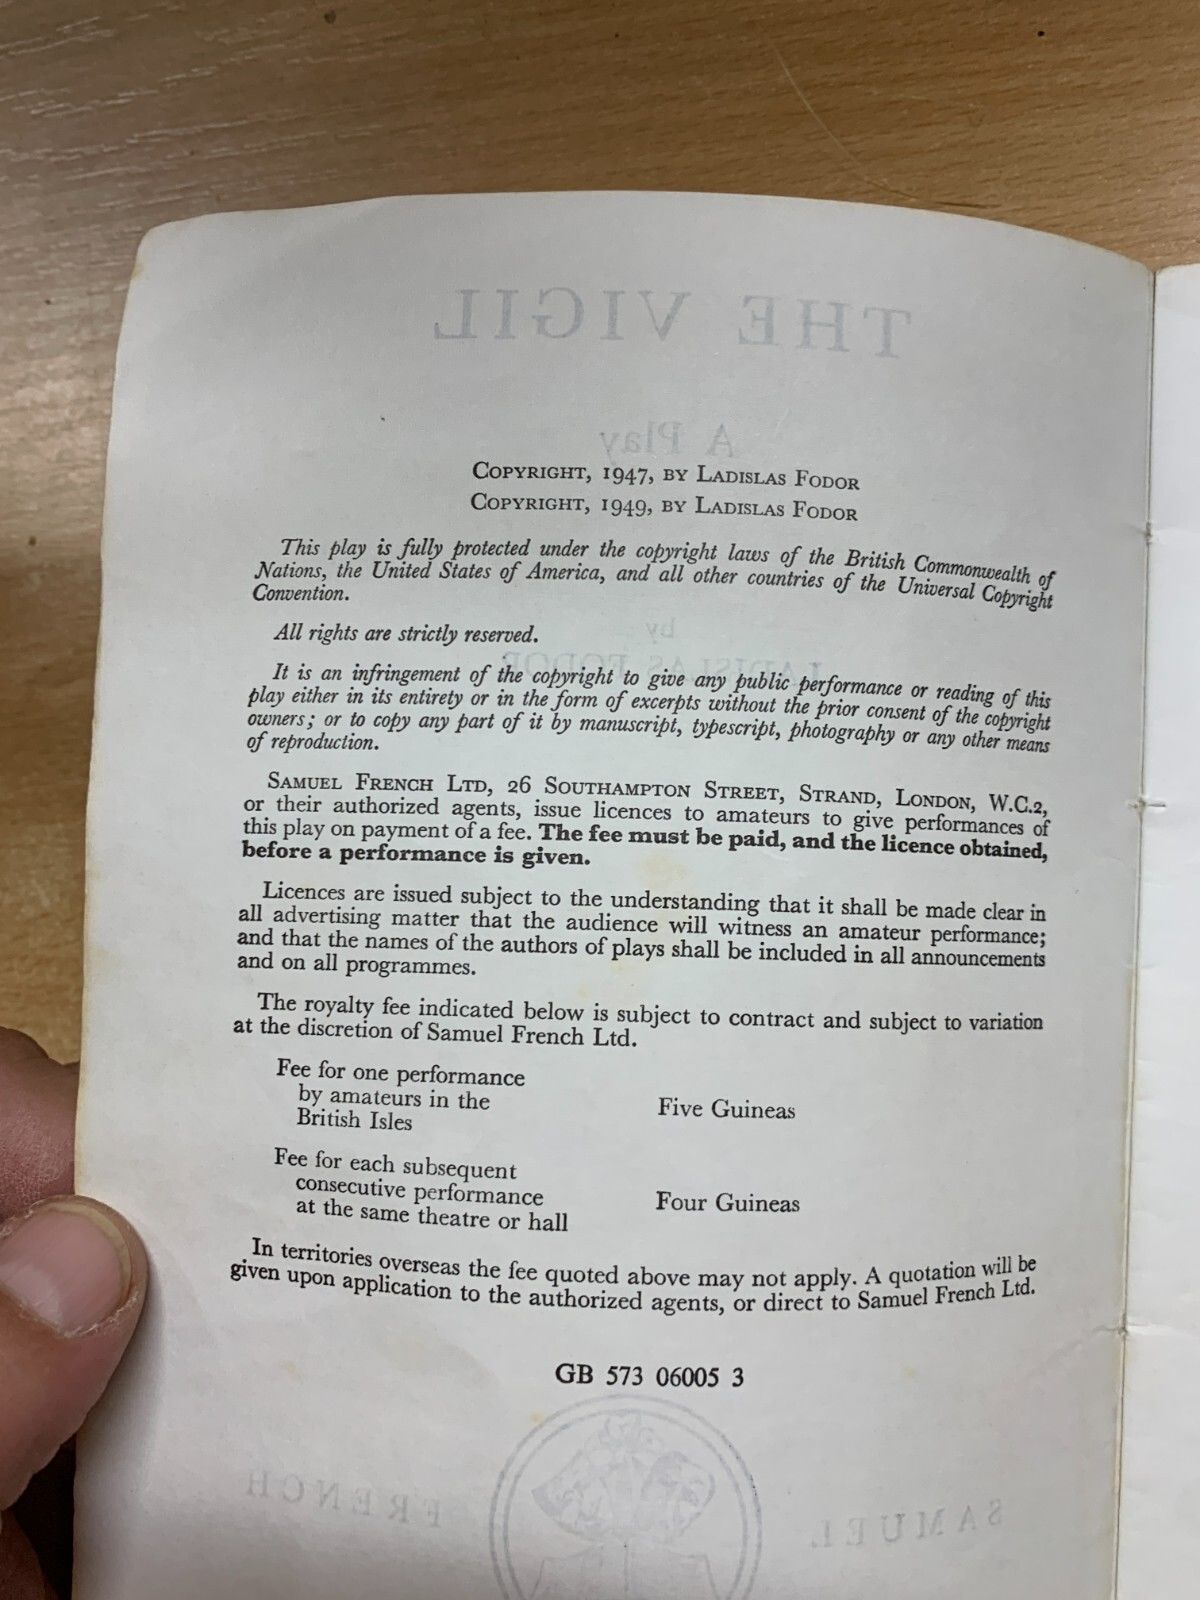 THE VIGIL
A Play
COPYRIGHT, 1947, BY LADISLAS FODOR
COPYRIGHT, 1949, BY LADISLAS FODOR
This play is fully protected under the copyright laws of the British Commonwealth of
Nations, the United States of America, and all other countries of the Universal Copyright
Convention.
by
All rights are strictly reserved.
LADISLAS FODOR
It is an infringement of the copyright to give any public performance or reading of this
play either in its entirety or in the form of excerpts without the prior consent of the copyright
owners; or to copy any part of it by manuscript, typescript, photography or any other means
of reproduction.
SAMUEL FRENCH LTD, 26 SOUTHAMPTON STREET, STRAND, LONDON, W.C.2,
or their authorized agents, issue licences to amateurs to give performances of
this play on payment of a fee. The fee must be paid, and the licence obtained,
before a performance is given.
Licences are issued subject to the understanding that it shall be made clear in
all advertising matter that the audience will witness an amateur performance;
and that the names of the authors of plays shall be included in all announcements
and on all programmes.
The royalty fee indicated below is subject to contract and subject to variation
at the discretion of Samuel French Ltd.
Fee for one performance
by amateurs in the
British Isles
Five Guineas
Fee for each subsequent
consecutive performance
at the same theatre or hall
Four Guineas
In territories overseas the fee quoted above may not apply. A quotation will be
given upon application to the authorized agents, or direct to Samuel French Ltd.
GB 573 06005 3
SAMUEL FRENCH